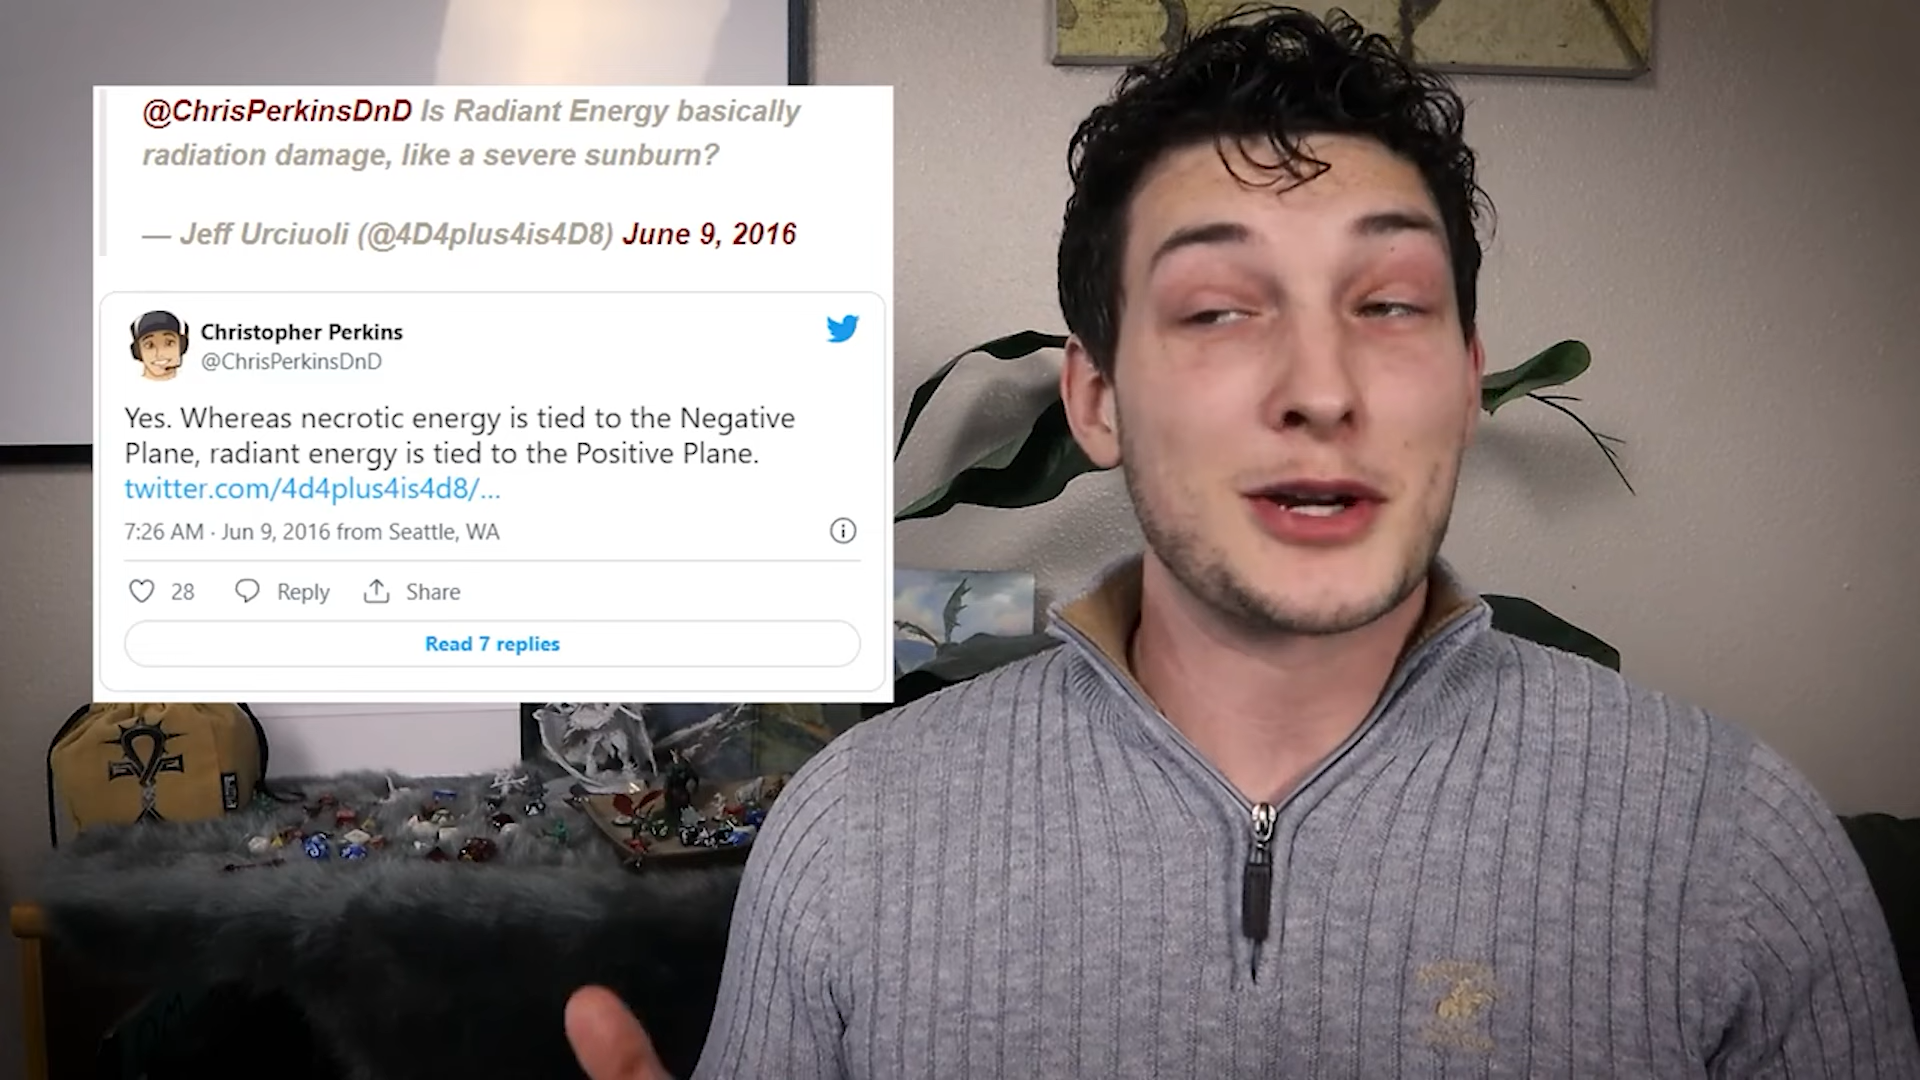 @ChrisPerkinsDnD Is Radiant Energy basically
radiation damage, like a severe sunburn?
— Jeff Urciuoli (@4D4plus4is4D8) June 9, 2016
Christopher Perkins
@ChrisPerkinsDnD
Yes. Whereas necrotic energy is tied to the Negative
Plane, radiant energy is tied to the Positive Plane.
twitter.com/4d4plus4is4d8/...
7:26 AM · Jun 9, 2016 from Seattle, WA
28 Reply Share
Read 7 replies